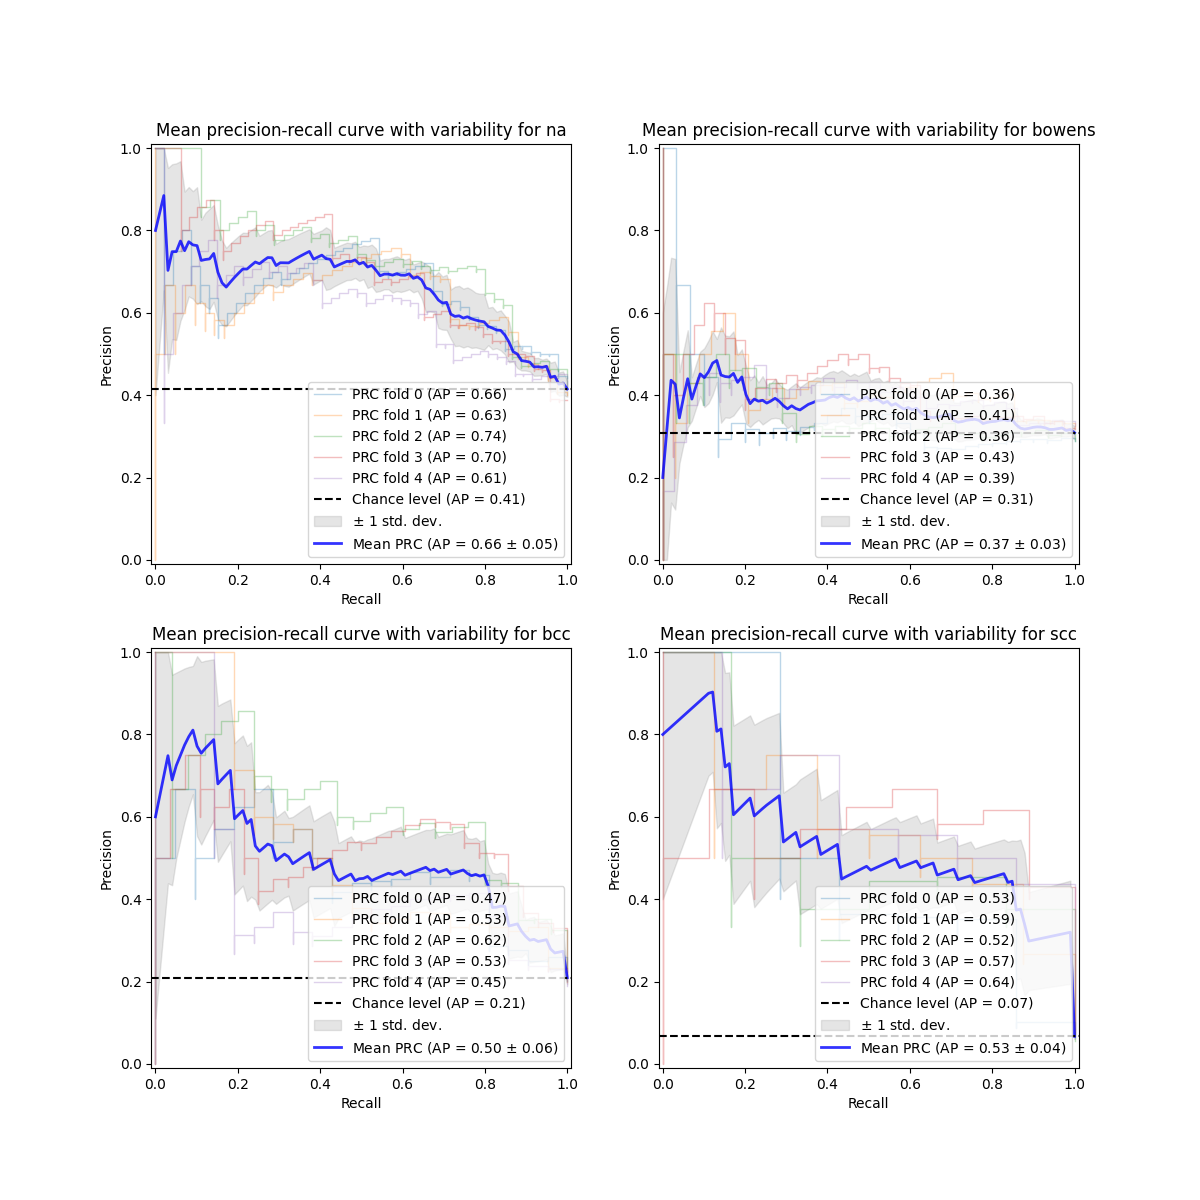 Mean precision-recall curve with variability for na
1.0
0.8
0.6
0.4
0.2
0.0
Precision
PRC fold 0 (AP = 0.66)
PRC fold 1 (AP = 0.63)
PRC fold 2 (AP = 0.74)
PRC fold 3 (AP = 0.70)
PRC fold 4 (AP = 0.61)
Chance level (AP = 0.41)
± 1 std. dev.
Mean PRC (AP = 0.66 ± 0.05)
0.0 0.2 0.4 0.6 0.8 1.0
Recall
Mean precision-recall curve with variability for bowens
1.0
0.8
0.6
0.4
0.2
0.0
Precision
PRC fold 0 (AP = 0.36)
PRC fold 1 (AP = 0.41)
PRC fold 2 (AP = 0.36)
PRC fold 3 (AP = 0.43)
PRC fold 4 (AP = 0.39)
Chance level (AP = 0.31)
± 1 std. dev.
Mean PRC (AP = 0.37 ± 0.03)
0.0 0.2 0.4 0.6 0.8 1.0
Recall
Mean precision-recall curve with variability for bcc
1.0
0.8
0.6
0.4
0.2
0.0
Precision
PRC fold 0 (AP = 0.47)
PRC fold 1 (AP = 0.53)
PRC fold 2 (AP = 0.62)
PRC fold 3 (AP = 0.53)
PRC fold 4 (AP = 0.45)
Chance level (AP = 0.21)
± 1 std. dev.
Mean PRC (AP = 0.50 ± 0.06)
0.0 0.2 0.4 0.6 0.8 1.0
Recall
Mean precision-recall curve with variability for scc
1.0
0.8
0.6
0.4
0.2
0.0
Precision
PRC fold 0 (AP = 0.53)
PRC fold 1 (AP = 0.59)
PRC fold 2 (AP = 0.52)
PRC fold 3 (AP = 0.57)
PRC fold 4 (AP = 0.64)
Chance level (AP = 0.07)
± 1 std. dev.
Mean PRC (AP = 0.53 ± 0.04)
0.0 0.2 0.4 0.6 0.8 1.0
Recall